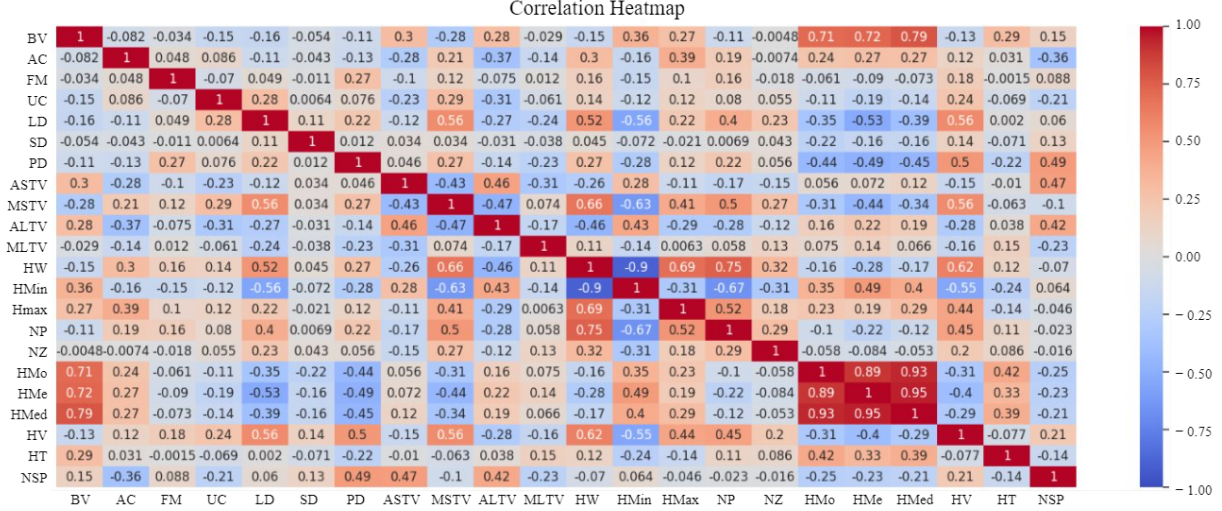 Correlation Heatmap
BV 1 -0.082 -0.034 -0.15 -0.16 -0.054 -0.11 0.3 -0.28 0.28 -0.029 -0.15 0.36 0.27 -0.11 -0.0048 0.71 0.72 0.79 -0.13 0.29 0.15
AC -0.082 1 0.048 0.086 -0.11 -0.043 -0.13 -0.28 0.21 -0.37 -0.14 0.3 -0.16 0.39 0.19 -0.0074 0.24 0.27 0.27 0.12 0.031 -0.36
FM -0.034 0.048 1 -0.07 0.049 -0.011 0.27 -0.1 0.12 -0.075 0.012 0.16 -0.15 0.1 0.16 -0.018 -0.061 -0.09 -0.073 0.18 -0.0015 0.088
UC -0.15 0.086 -0.07 1 0.28 0.0064 0.076 -0.23 0.29 -0.31 -0.061 0.14 -0.12 0.12 0.08 0.055 -0.11 -0.19 -0.14 0.24 -0.069 -0.21
LD -0.16 -0.11 0.049 0.28 1 0.11 0.22 -0.12 0.56 -0.27 -0.24 0.52 -0.56 0.22 0.4 0.23 -0.35 -0.53 -0.39 0.56 0.002 0.06
SD -0.054 -0.043 -0.011 0.0064 0.11 1 0.012 0.034 0.034 -0.031 -0.038 0.045 -0.072 -0.021 0.0069 0.043 -0.22 -0.16 -0.16 0.14 -0.071 0.13
PD -0.11 -0.13 0.27 0.076 0.22 0.012 1 0.046 0.27 -0.14 -0.23 0.27 -0.28 0.12 0.22 0.056 -0.44 -0.49 -0.45 0.5 -0.22 0.49
ASTV 0.3 -0.28 -0.1 -0.23 -0.12 0.034 0.046 1 -0.43 0.46 -0.31 -0.26 0.28 -0.11 -0.17 -0.15 0.056 0.072 0.12 -0.15 -0.01 0.47
MSTV -0.28 0.21 0.12 0.29 0.56 0.034 0.27 -0.43 1 -0.47 0.074 0.66 -0.63 0.41 0.5 0.27 -0.31 -0.44 -0.34 0.56 -0.063 -0.1
ALTV 0.28 -0.37 -0.075 -0.31 -0.27 -0.031 -0.14 0.46 -0.47 1 -0.17 -0.46 0.43 -0.29 -0.28 -0.12 0.16 0.22 0.19 -0.28 0.038 0.42
MLTV -0.029 -0.14 0.012 -0.061 -0.24 -0.038 -0.23 -0.31 0.074 -0.17 1 0.11 -0.14 0.0063 0.058 0.13 0.075 0.14 0.066 -0.16 0.15 -0.23
HW -0.15 0.3 0.16 0.14 0.52 0.045 0.27 -0.26 0.66 -0.46 0.11 1 -0.9 0.69 0.75 0.32 -0.16 -0.28 -0.17 0.62 0.12 -0.07
HMin 0.36 -0.16 -0.15 -0.12 -0.56 -0.072 -0.28 0.28 -0.63 0.43 -0.14 -0.9 1 -0.31 -0.67 -0.31 0.35 0.49 0.4 -0.55 -0.24 0.064
Hmax 0.27 0.39 0.1 0.12 0.22 -0.021 0.12 -0.11 0.41 -0.29 0.0063 0.69 -0.31 1 0.52 0.18 0.23 0.19 0.29 0.44 -0.14 -0.046
NP -0.11 0.19 0.16 0.08 0.4 0.0069 0.22 -0.17 0.5 -0.28 0.058 0.75 -0.67 0.52 1 0.29 -0.1 -0.22 -0.12 0.45 0.11 -0.023
NZ -0.0048 -0.0074 -0.018 0.055 0.23 0.043 0.056 -0.15 0.27 -0.12 0.13 0.32 -0.31 0.18 0.29 1 -0.058 -0.084 -0.053 0.2 0.086 -0.016
HMo 0.71 0.24 -0.061 -0.11 -0.35 -0.22 -0.44 0.056 -0.31 0.16 0.075 -0.16 0.35 0.23 -0.1 -0.058 1 0.89 0.93 -0.31 0.42 -0.25
HMe 0.72 0.27 -0.09 -0.19 -0.53 -0.16 -0.49 0.072 -0.44 0.22 0.14 -0.28 0.49 0.19 -0.22 -0.084 0.89 1 0.95 -0.4 0.33 -0.23
HMed 0.79 0.27 -0.073 -0.14 -0.39 -0.16 -0.45 0.12 -0.34 0.19 0.066 -0.17 0.4 0.29 -0.12 -0.053 0.93 0.95 1 -0.29 0.39 -0.21
HV -0.13 0.12 0.18 0.24 0.56 0.14 0.5 -0.15 0.56 -0.28 -0.16 0.62 -0.55 0.44 0.45 0.2 -0.31 -0.4 -0.29 1 -0.077 0.21
HT 0.29 0.031 -0.0015 -0.069 0.002 -0.071 -0.22 -0.01 -0.063 0.038 0.15 0.12 -0.24 -0.14 0.11 0.086 0.42 0.33 0.39 -0.077 1 -0.14
NSP 0.15 -0.36 0.088 -0.21 0.06 0.13 0.49 0.47 -0.1 0.42 -0.23 -0.07 0.064 -0.046 -0.023 -0.016 -0.25 -0.23 -0.21 0.21 -0.14 1
BV AC FM UC LD SD PD ASTV MSTV ALTV MLTV HW HMin HMax NP NZ HMo HMe HMed HV HT NSP
1.00
0.75
0.50
0.25
0.00
−0.25
−0.50
−0.75
−1.00